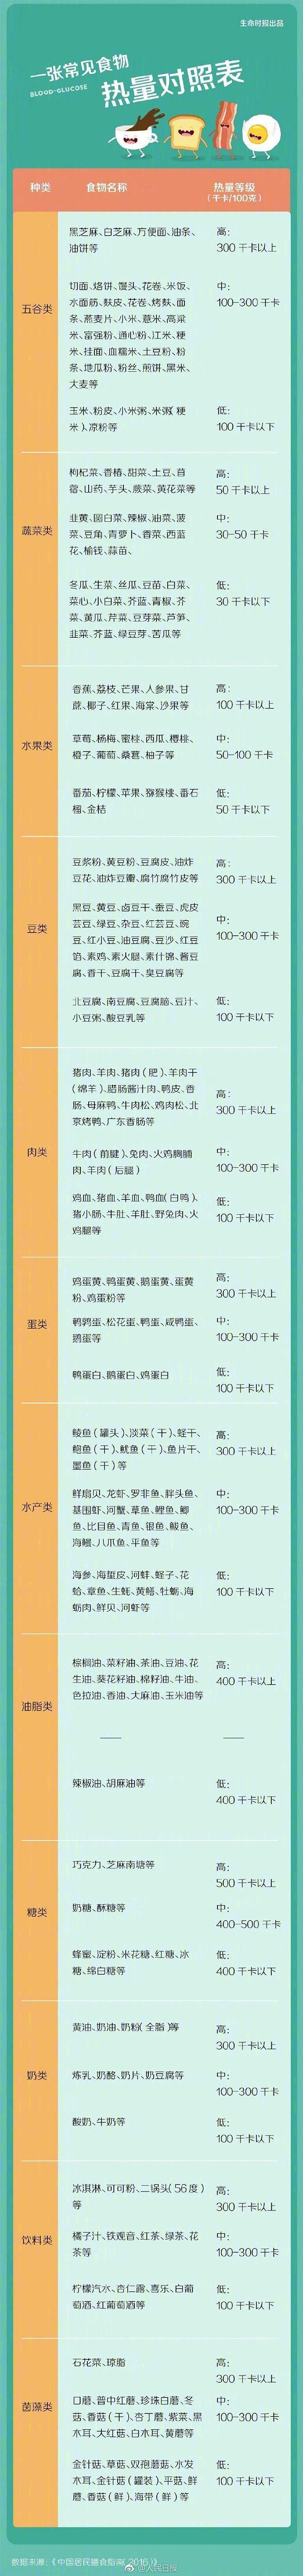 生命时报出品
一张常见食物
BLOOD-GLUCOSE
热量对照表
种类
食物名称
热量等级
(千卡/100克)
五谷类
黑芝麻、白芝麻、方便面、油条、
油饼等
高:
300千卡以上
切面、烙饼、馒头、花卷、米饭、
水面筋、麸皮、花卷、烤麸、面
条、燕麦片、小米、薏米、高粱
米、富强粉、通心粉、江米、粳
米、挂面、血糯米、土豆粉、粉
条、地瓜粉、粉丝、煎饼、黑米、
大麦等
中:
100-300千卡
玉米、粉皮、小米粥、米粥(粳
米)、凉粉等
低:
100千卡以下
蔬菜类
枸杞菜、香椿、甜菜、土豆、苜
蓿、山药、芋头、蕨菜、黄花菜等
高:
50千卡以上
韭黄、圆白菜、辣椒、油菜、菠
菜、豆角、青萝卜、香菜、西蓝
花、榆钱、蒜苗、
中:
30-50千卡
冬瓜、生菜、丝瓜、豆苗、白菜、
菜心、小白菜、芥蓝、青椒、芥
菜、黄瓜、芹菜、豆芽菜、芦笋、
韭菜、芥蓝、绿豆芽、苦瓜等
低:
30千卡以下
水果类
香蕉、荔枝、芒果、人参果、甘
蔗、椰子、红果、海棠、沙果等
高:
100千卡以上
草莓、杨梅、蜜桔、西瓜、樱桃、
橙子、葡萄、桑葚、柚子等
中:
50-100千卡
番茄、柠檬、苹果、猕猴桃、番石
榴、金桔
低:
50千卡以下
豆类
豆浆粉、黄豆粉、豆腐皮、油炸
豆花、油炸豆瓣、腐竹腐竹皮等
高:
300千卡以上
黑豆、黄豆、卤豆干、蚕豆、虎皮
芸豆、绿豆、杂豆、红芸豆、豌
豆、红小豆、油豆腐、豆沙、红豆
馅、素鸡、素火腿、素什锦、酱豆
腐、香干、豆腐干、臭豆腐等
中:
100-300千卡
北豆腐、南豆腐、豆腐脑、豆汁、
小豆粥、酸豆乳等
低:
100千卡以下
肉类
猪肉、羊肉、猪肉(肥)、羊肉干
(绵羊)、腊肠酱汁肉、鸭皮、香
肠、母麻鸭、牛肉松、鸡肉松、北
京烤鸭、广东香肠等
高:
300千卡以上
牛肉(前腱)、兔肉、火鸡胸脯
肉、羊肉(后腿)
中:
100-300千卡
鸡血、猪血、羊血、鸭血(白鸭)、
猪小肠、牛肚、羊肚、野兔肉、火
鸡腿等
低:
100千卡以下
蛋类
鸡蛋黄、鸭蛋黄、鹅蛋黄、蛋黄
粉、鸡蛋粉等
高:
300千卡以上
鹌鹑蛋、松花蛋、鸭蛋、咸鸭蛋、
鹅蛋等
中:
100-300千卡
鸭蛋白、鹅蛋白、鸡蛋白
低:
100千卡以下
水产类
鲮鱼(罐头)、淡菜(干)、蛏干、
鲍鱼(干)、鱿鱼(干)、鱼片干、
墨鱼(干)等
高:
300千卡以上
鲜扇贝、龙虾、罗非鱼、胖头鱼、
基围虾、河蟹、草鱼、鲤鱼、鲫
鱼、比目鱼、青鱼、银鱼、鲅鱼、
海鳗、八爪鱼、平鱼等
中:
100-300千卡
海参、海蜇皮、河蚌、蛏子、花
蛤、章鱼、生蚝、黄鳝、牡蛎、海
蛎肉、鲜贝、河虾等
低:
100千卡以下
油脂类
棕榈油、菜籽油、茶油、豆油、花
生油、葵花籽油、棉籽油、牛油、
色拉油、香油、大麻油、玉米油等
高:
400千卡以上
辣椒油、胡麻油等
低:
400千卡以下
糖类
巧克力、芝麻南塘等
高:
500千卡以上
奶糖、酥糖等
中:
400-500千卡
蜂蜜、淀粉、米花糖、红糖、冰
糖、绵白糖等
低:
400千卡以下
奶类
黄油、奶油、奶粉(全脂)等
高:
300千卡以上
炼乳、奶酪、奶片、奶豆腐等
中:
100-300千卡
酸奶、牛奶等
低:
100千卡以下
饮料类
冰淇淋、可可粉、二锅头(56度)
等
高:
300千卡以上
橘子汁、铁观音、红茶、绿茶、花
茶等
中:
100-300千卡
柠檬汽水、杏仁露、喜乐、白葡
萄酒、红葡萄酒等
低:
100千卡以下
菌藻类
石花菜、琼脂
高:
300千卡以上
口蘑、普中红蘑、珍珠白蘑、冬
菇、香菇(干)、杏丁蘑、紫菜、黑
木耳、大红菇、白木耳、黄蘑等
中:
100-300千卡
金针菇、草菇、双孢蘑菇、水发
木耳、金针菇(罐装)、平菇、鲜
蘑、香菇(鲜)、海带(鲜)等
低:
100千卡以下
数据来源:《中国居民膳食指南(2016)》
@人民日报